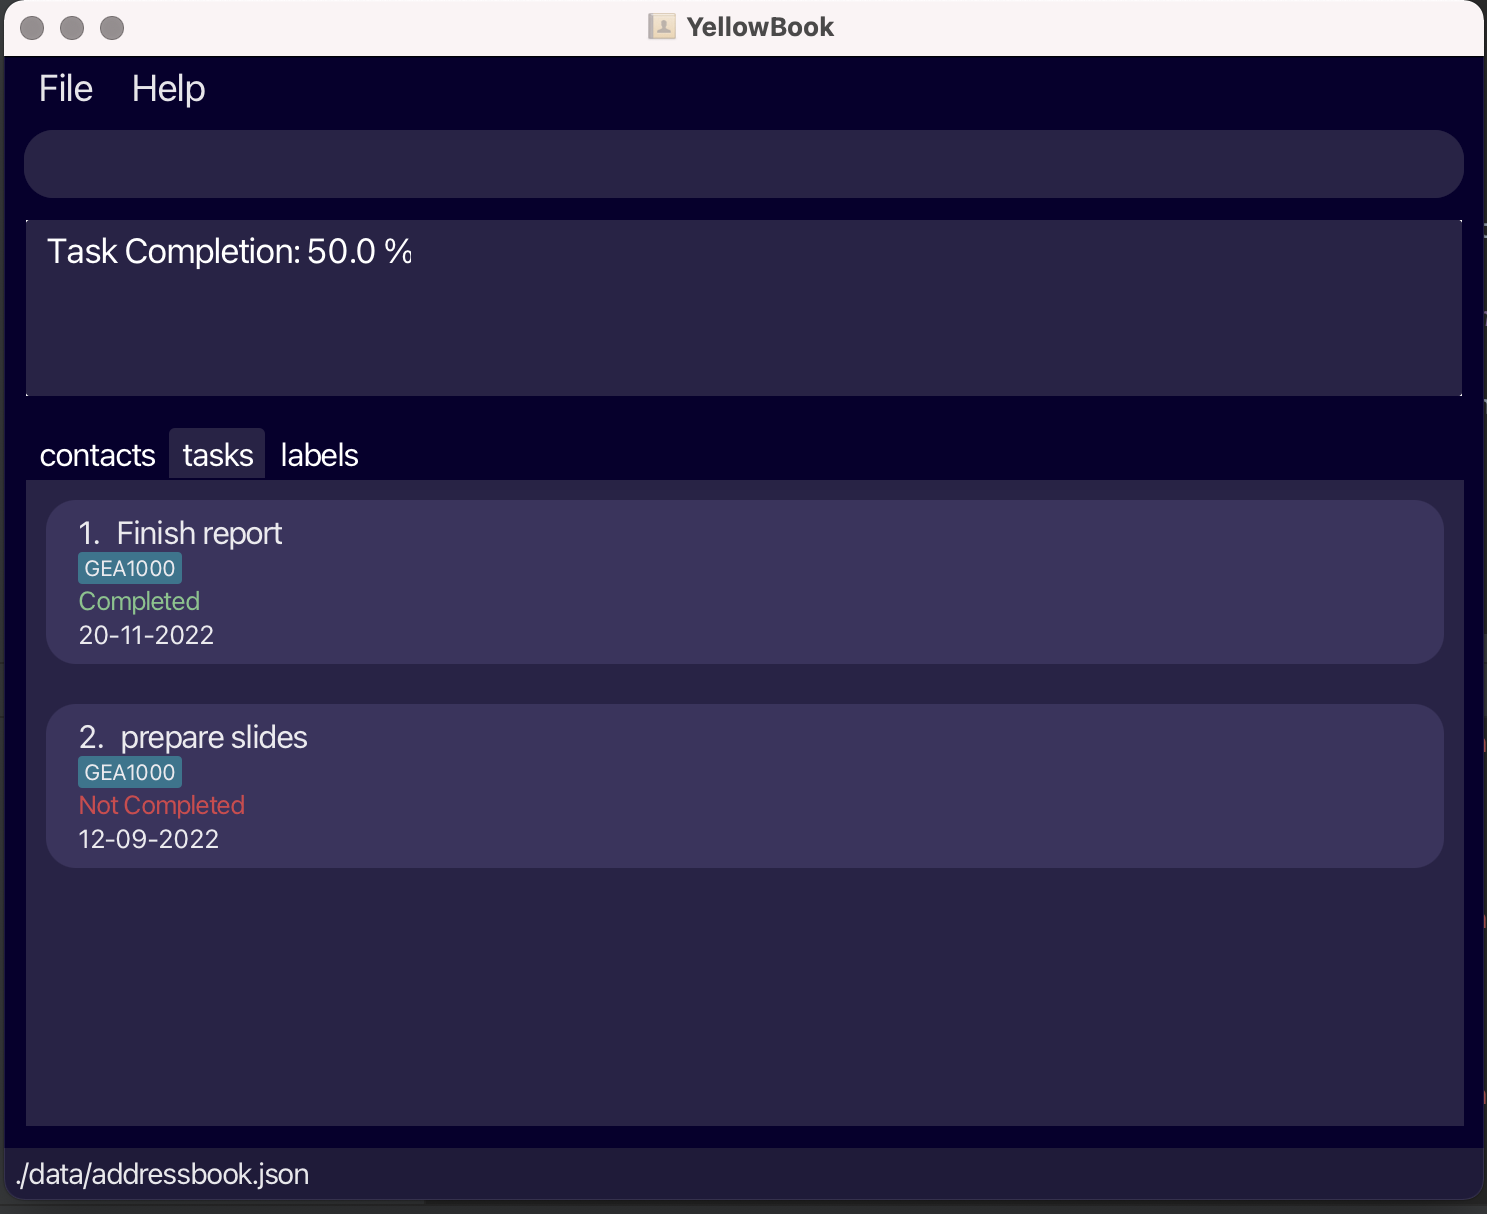 YellowBook
File Help
Task Completion: 50.0 %
contacts tasks labels
1. Finish report
GEA1000
Completed
20-11-2022
2. prepare slides
GEA1000
Not Completed
12-09-2022
./data/addressbook.json